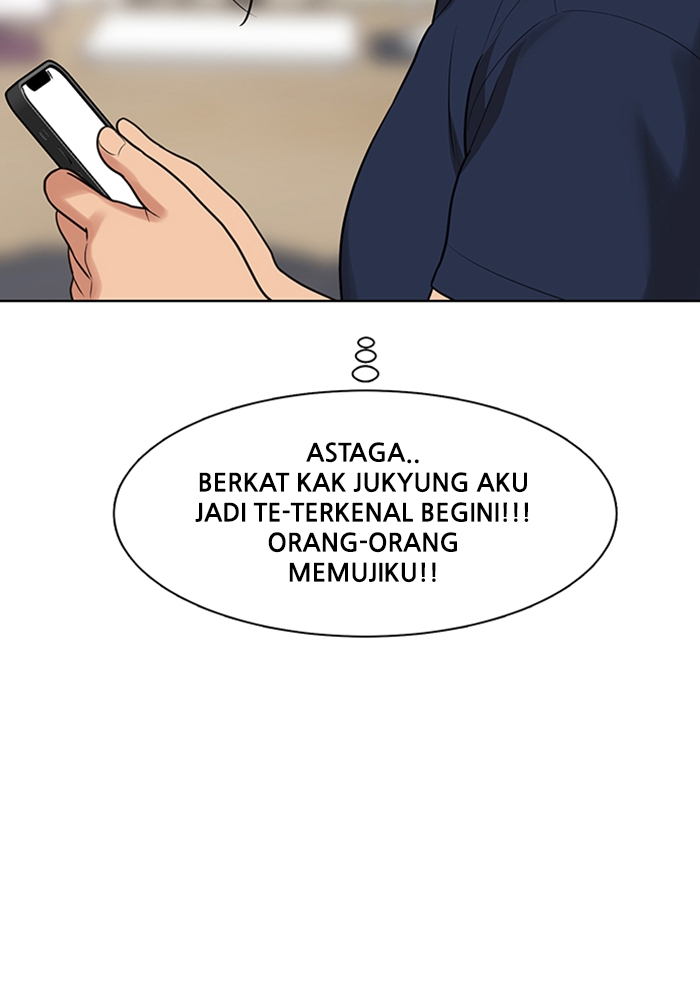 ASTAGA..
BERKAT KAK JUKYUNG AKU
JADI TE-TERKENAL BEGINI!!!
ORANG-ORANG
MEMUJIKU!!